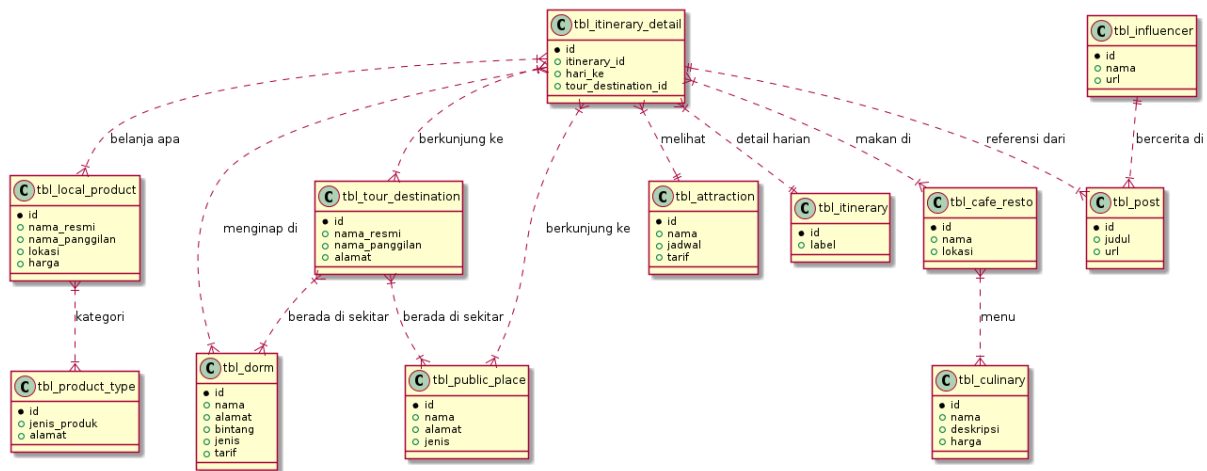 C tbl_itinerary_detail
id
itinerary_id
hari_ke
tour_destination_id
C tbl_influencer
id
nama
url
belanja apa
berkunjung ke
melihat
detail harian
makan di
referensi dari
bercerita di
C tbl_local_product
id
nama_resmi
nama_panggilan
lokasi
harga
menginap di
C tbl_tour_destination
id
nama_resmi
nama_panggilan
alamat
berkunjung ke
C tbl_attraction
id
nama
jadwal
tarif
C tbl_itinerary
id
label
C tbl_cafe_resto
id
nama
lokasi
C tbl_post
id
judul
url
kategori
berada di sekitar
berada di sekitar
menu
C tbl_product_type
id
jenis_produk
alamat
C tbl_dorm
id
nama
alamat
bintang
jenis
tarif
C tbl_public_place
id
nama
alamat
jenis
C tbl_culinary
id
nama
deskripsi
harga